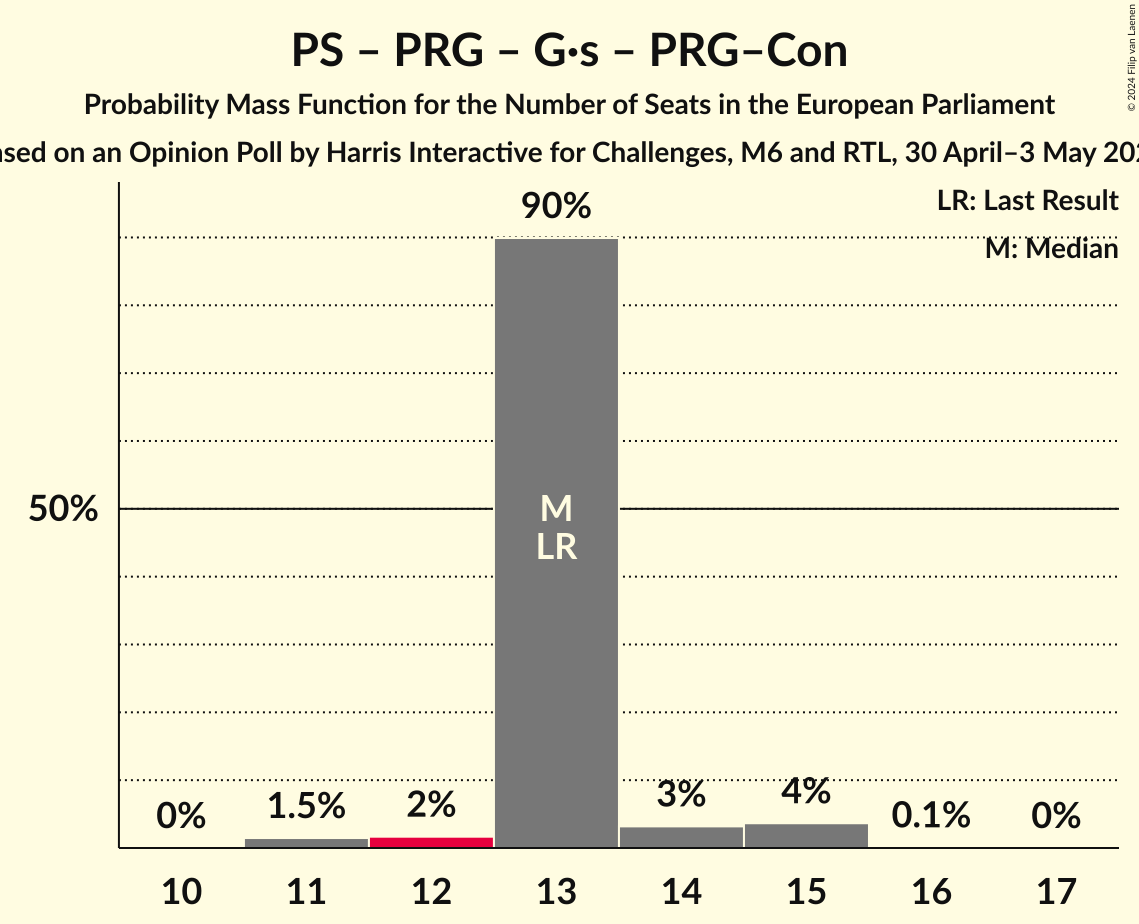 PS – PRG – G·s – PRG–Con
Probability Mass Function for the Number of Seats in the European Parliament
on an Opinion Poll by Harris Interactive for Challenges, M6 and RTL, 30 April–3 May
© 2024 Filip van Laenen
LR: Last Result
M: Median
90%
50%
M
LR
0%
1.5%
2%
3%
4%
0.1%
0%
10 11 12 13 14 15 16 17